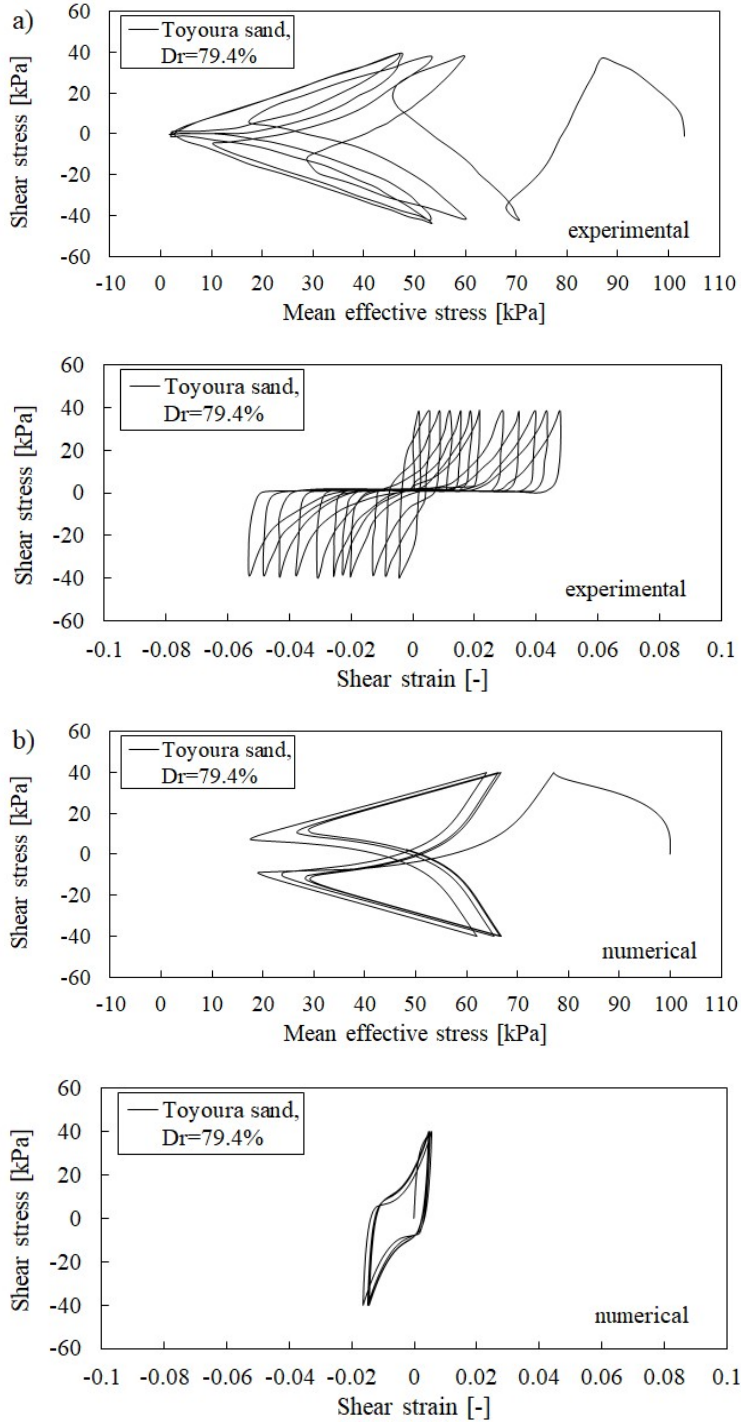 a)
60
Toyoura sand,
Dr=79.4%
40
20
0
-20
-40
-60
Shear stress [kPa]
experimental
-10 0 10 20 30 40 50 60 70 80 90 100 110
Mean effective stress [kPa]
60
Toyoura sand,
Dr=79.4%
40
20
0
-20
-40
-60
Shear stress [kPa]
experimental
-0.1 -0.08 -0.06 -0.04 -0.02 0 0.02 0.04 0.06 0.08 0.1
Shear strain [-]
b)
60
Toyoura sand,
Dr=79.4%
40
20
0
-20
-40
-60
Shear stress [kPa]
numerical
-10 0 10 20 30 40 50 60 70 80 90 100 110
Mean effective stress [kPa]
60
Toyoura sand,
Dr=79.4%
40
20
0
-20
-40
-60
Shear stress [kPa]
numerical
-0.1 -0.08 -0.06 -0.04 -0.02 0 0.02 0.04 0.06 0.08 0.1
Shear strain [-]